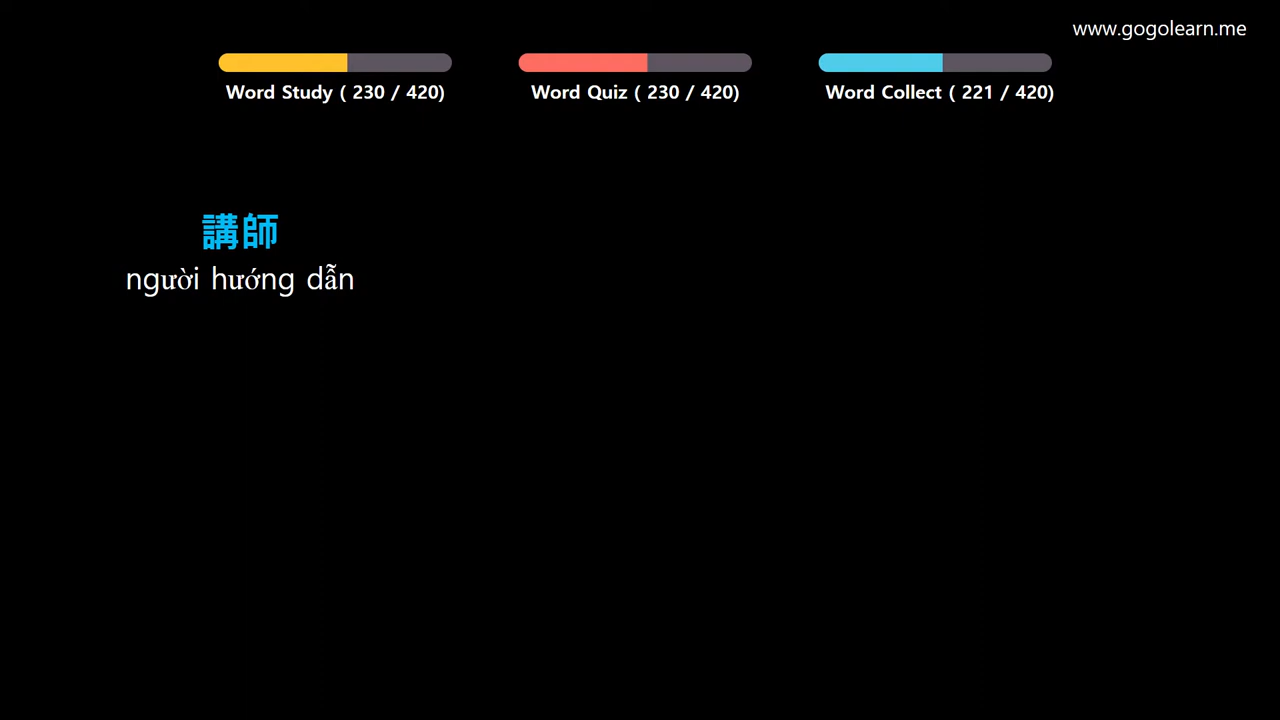 www.gogolearn.me
Word Study ( 230 / 420)
Word Quiz ( 230 / 420)
Word Collect ( 221 / 420)
講師
người hướng dẫn